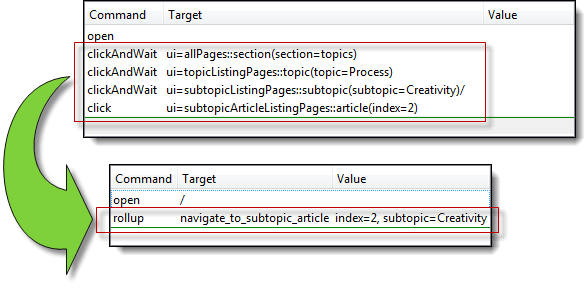 Command Target Value
open
clickAndWait ui=allPages::section(section=topics)
clickAndWait ui=topicListingPages::topic(topic=Process)
clickAndWait ui=subtopicListingPages::subtopic(subtopic=Creativity)/
click ui=subtopicArticleListingPages::article(index=2)
Command Target Value
open /
rollup navigate_to_subtopic_article index=2, subtopic=Creativity